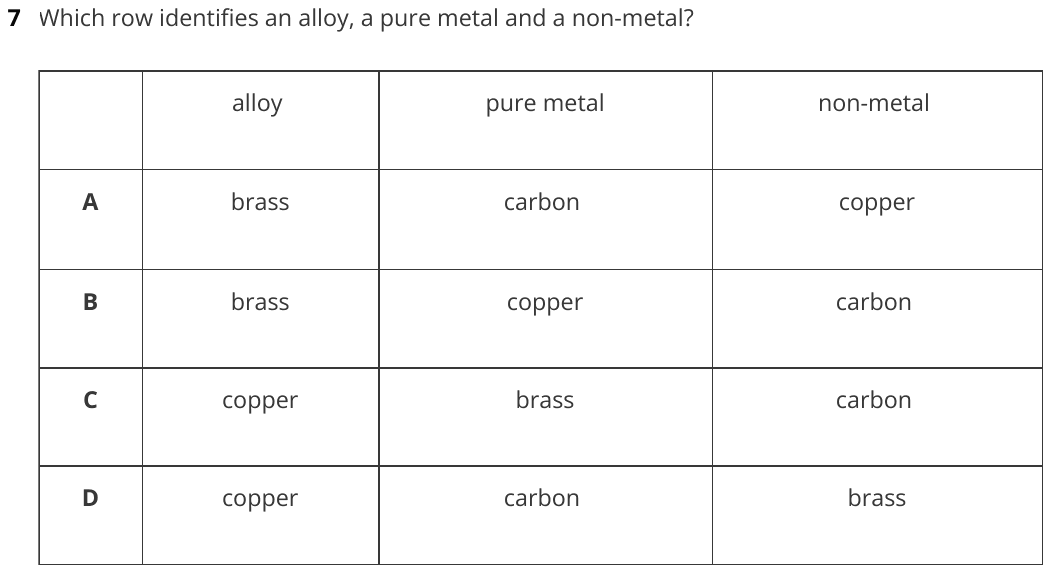 7 Which row identifies an alloy, a pure metal and a non-metal?
alloy pure metal non-metal
A brass carbon copper
B brass copper carbon
C copper brass carbon
D copper carbon brass